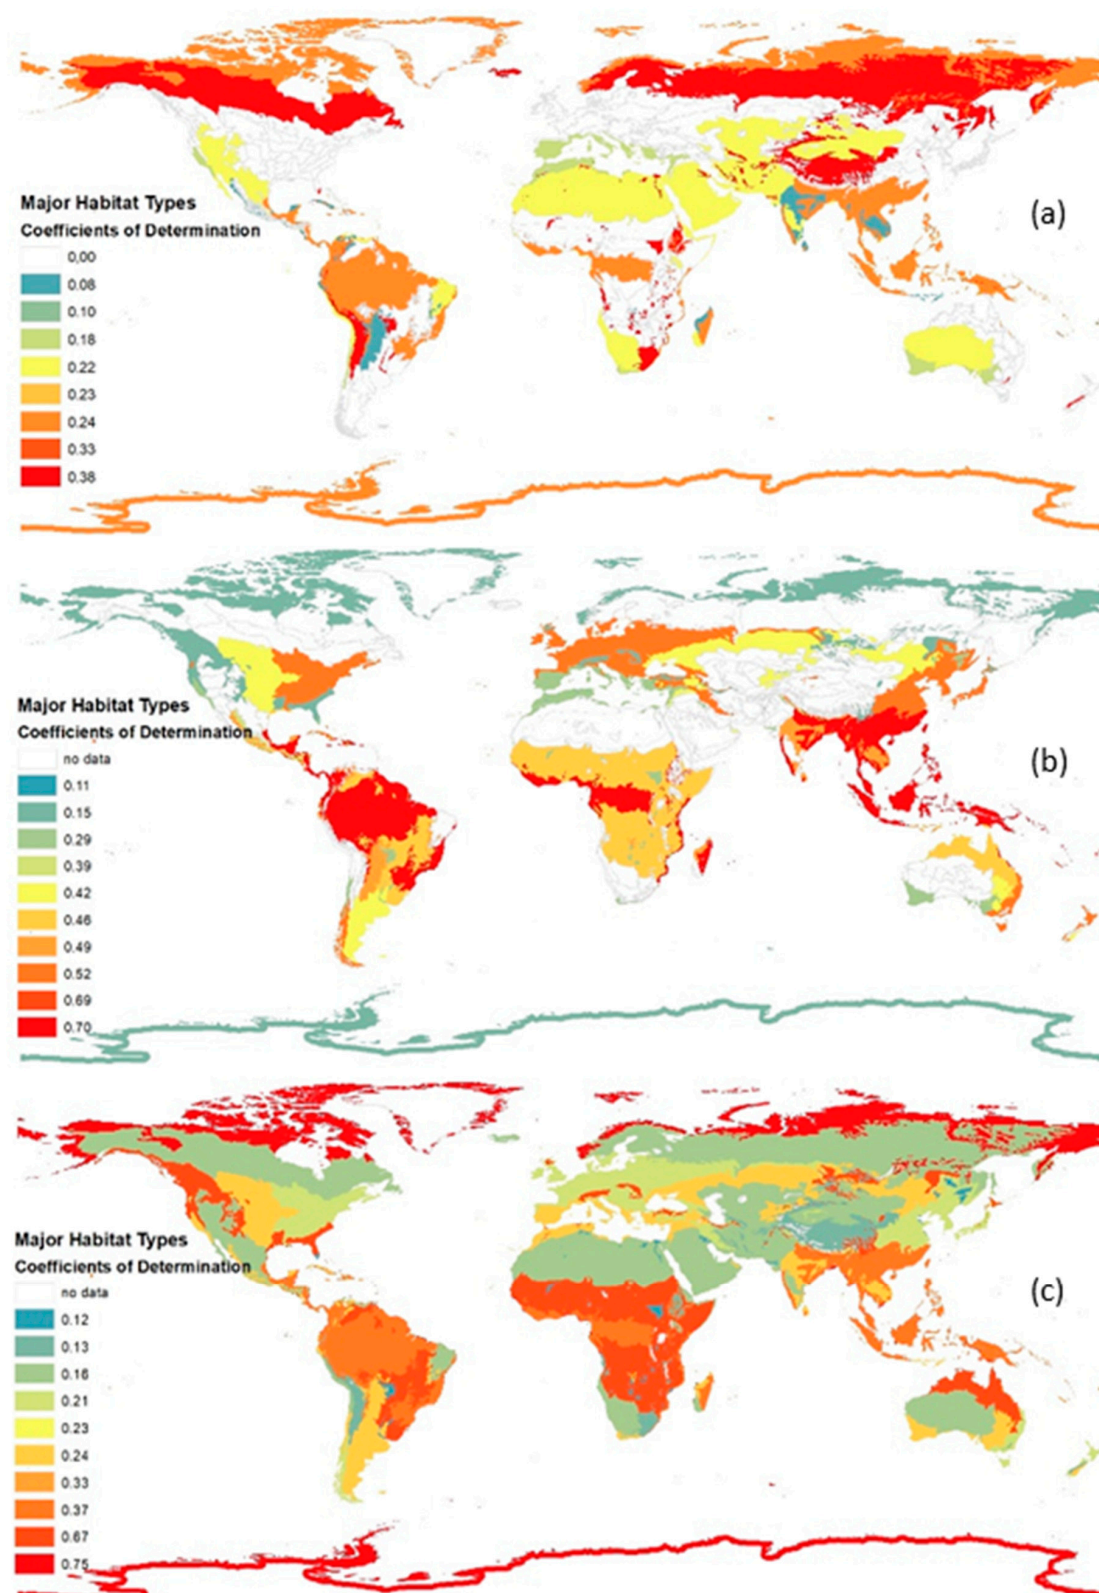 (a)
Major Habitat Types
Coefficients of Determination
0,00
0.08
0.10
0.18
0.22
0.23
0.24
0.33
0.38
(b)
Major Habitat Types
Coefficients of Determination
no data
0.11
0.15
0.29
0.39
0.42
0.46
0.49
0.52
0.69
0.70
(c)
Major Habitat Types
Coefficients of Determination
no data
0.12
0.13
0.16
0.21
0.23
0.24
0.33
0.37
0.67
0.75